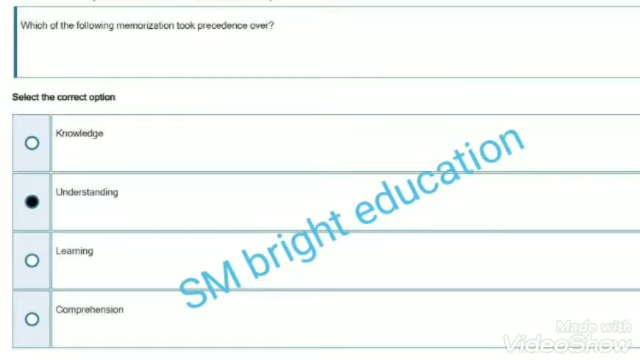 Which of the following memorization took precedence over?
Select the correct option
Knowledge
Understanding
Learning
Comprehension
SM bright education
Made with
VideoShow